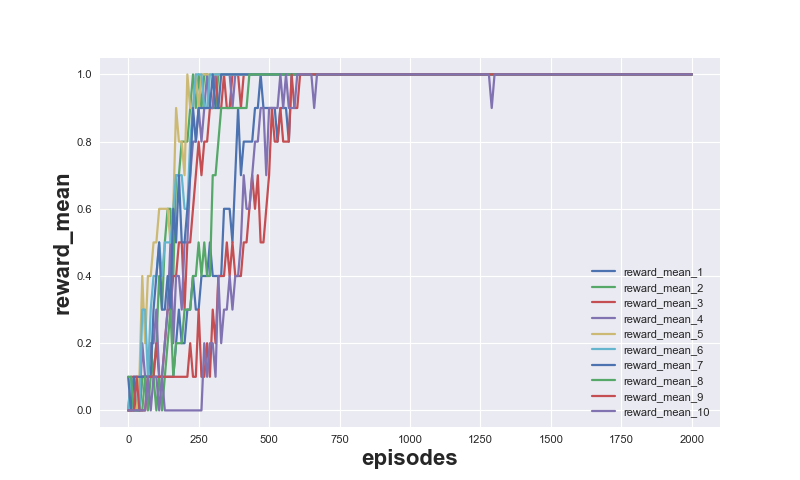 1.0
0.8
0.6
0.4
0.2
0.0
reward_mean
reward_mean_1
reward_mean_2
reward_mean_3
reward_mean_4
reward_mean_5
reward_mean_6
reward_mean_7
reward_mean_8
reward_mean_9
reward_mean_10
0 250 500 750 1000 1250 1500 1750 2000
episodes